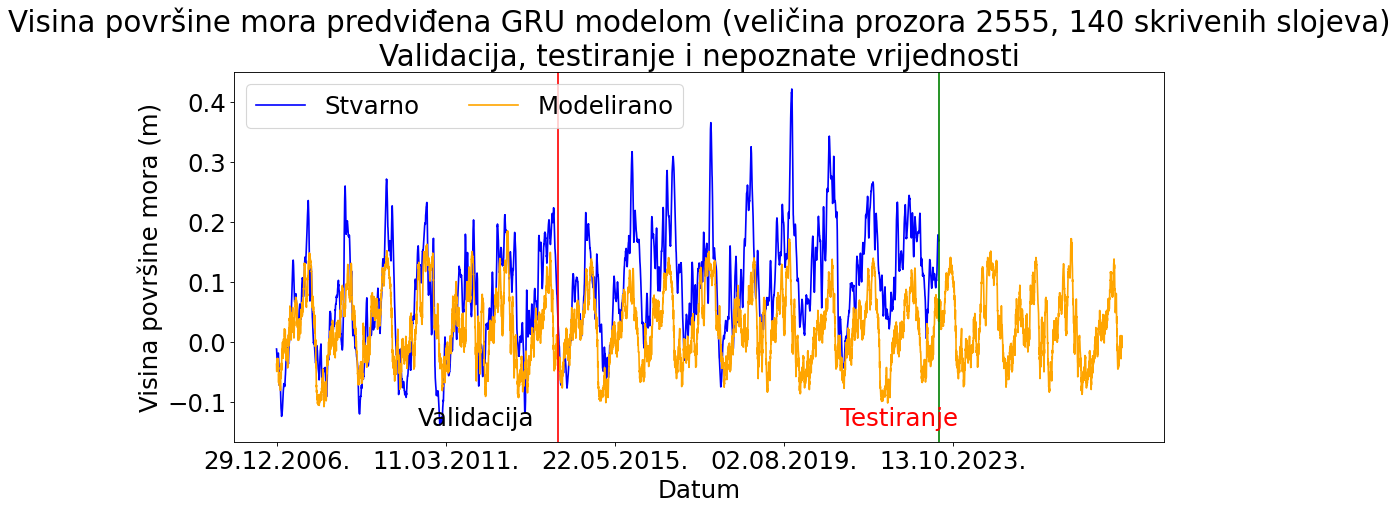 Visina površine mora predviđena GRU modelom (veličina prozora 2555, 140 skrivenih slojeva)
Validacija, testiranje i nepoznate vrijednosti
Stvarno Modelirano
Visina površine mora (m)
0.4
0.3
0.2
0.1
0.0
−0.1
Validacija Testiranje
29.12.2006. 11.03.2011. 22.05.2015. 02.08.2019. 13.10.2023.
Datum